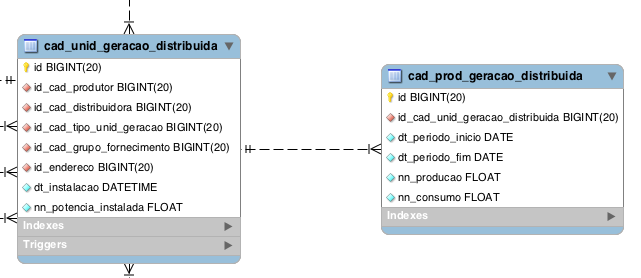 cad_unid_geracao_distribuida
id BIGINT(20)
id_cad_produtor BIGINT(20)
id_cad_distribuidora BIGINT(20)
id_cad_tipo_unid_geracao BIGINT(20)
id_cad_grupo_fornecimento BIGINT(20)
id_endereco BIGINT(20)
dt_instalacao DATETIME
nn_potencia_instalada FLOAT
Indexes
Triggers
cad_prod_geracao_distribuida
id BIGINT(20)
id_cad_unid_geracao_distribuida BIGINT(20)
dt_periodo_inicio DATE
dt_periodo_fim DATE
nn_producao FLOAT
nn_consumo FLOAT
Indexes